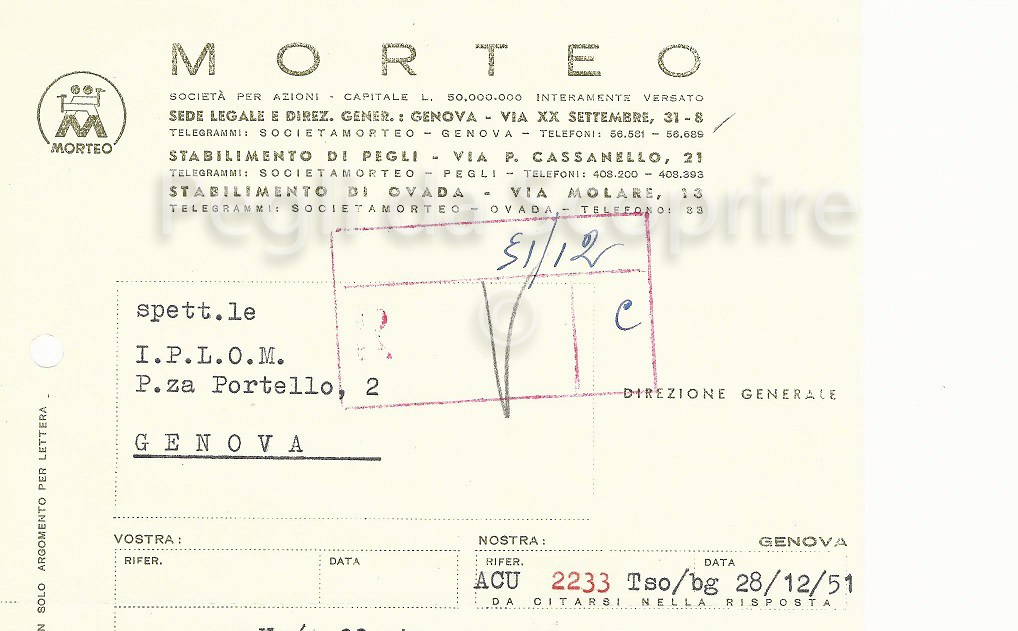 MORTEO
SOCIETÀ PER AZIONI - CAPITALE L. 50.000.000 INTERAMENTE VERSATO
SEDE LEGALE E DIREZ. GENER.: GENOVA - VIA XX SETTEMBRE, 31-8
TELEGRAMMI: SOCIETAMORTEO - GENOVA - TELEFONI: 56.581 - 56.689
MORTEO
STABILIMENTO DI PEGLI - VIA P. CASSANELLO, 21
TELEGRAMMI: SOCIETAMORTEO - PEGLI - TELEFONI: 408.200 - 408.393
STABILIMENTO DI OVADA - VIA MOLARE, 13
TELEGRAMMI: SOCIETAMORTEO - OVADA - TELEFONO: 83
Pegli da Scoprire
31/12
©
C
spett.le
I.P.L.O.M.
P.za Portello, 2
DIREZIONE GENERALE
GENOVA
N SOLO ARGOMENTO PER LETTERA -
VOSTRA:
RIFER.
DATA
NOSTRA:
GENOVA
RIFER.
DATA
ACU 2233 Tso/bg 28/12/51
DA CITARSI NELLA RISPOSTA